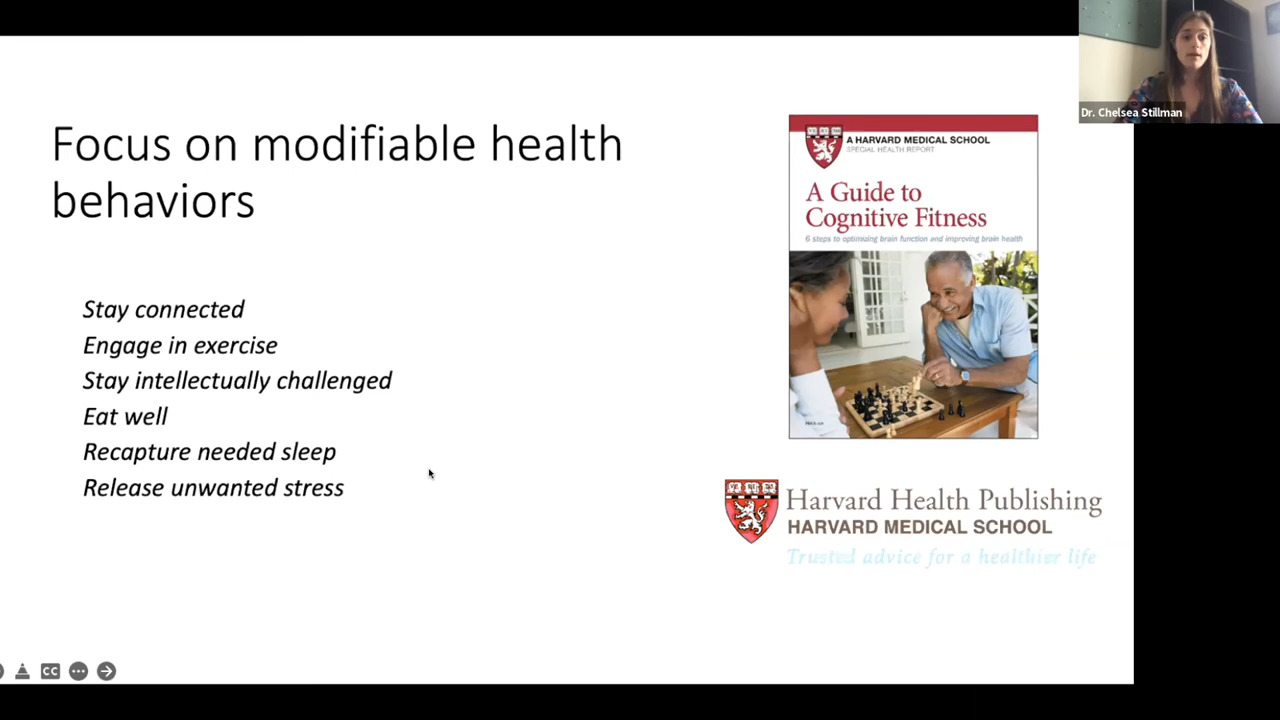 Dr. Chelsea Stillman
Focus on modifiable health
behaviors
Stay connected
Engage in exercise
Stay intellectually challenged
Eat well
Recapture needed sleep
Release unwanted stress
A HARVARD MEDICAL SCHOOL
SPECIAL HEALTH REPORT
A Guide to
Cognitive Fitness
6 steps to optimizing brain function and improving brain health
Harvard Health Publishing
HARVARD MEDICAL SCHOOL
Trusted advice for a healthier life
CC